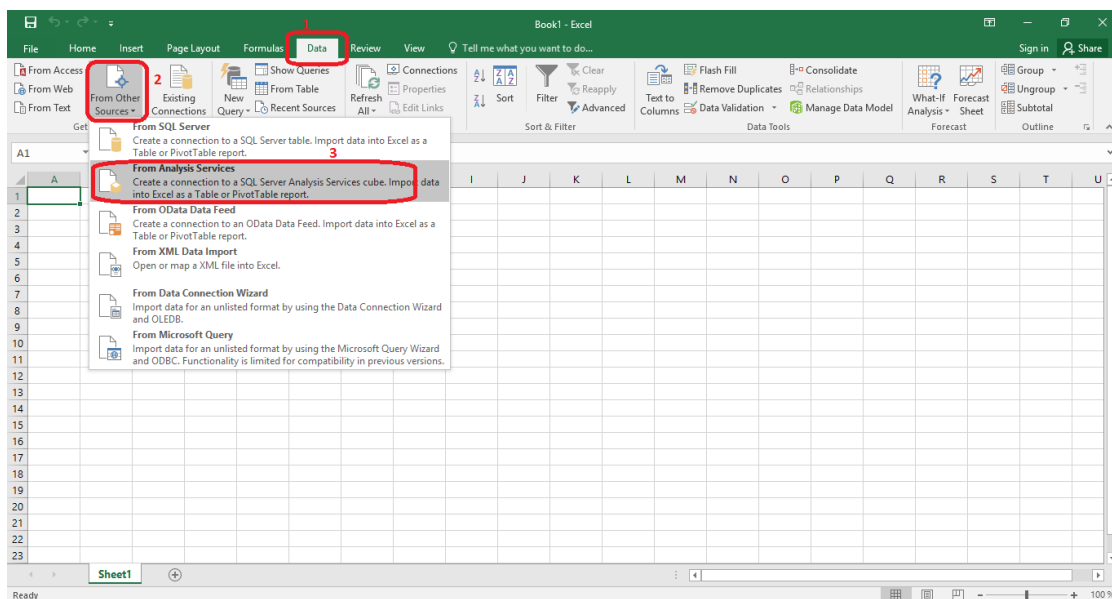 Book1 - Excel
1
File Home Insert Page Layout Formulas Data Review View Tell me what you want to do... Sign in Share
From Access
From Web
From Text
From Other Sources
2
Existing Connections
New Query
Show Queries
From Table
Recent Sources
Refresh All
Connections
Properties
Edit Links
Sort
Filter
Clear
Reapply
Advanced
Text to Columns
Flash Fill
Remove Duplicates
Data Validation
Consolidate
Relationships
Manage Data Model
What-If Analysis
Forecast Sheet
Group
Ungroup
Subtotal
Get
Sort & Filter
Data Tools
Forecast
Outline
From SQL Server
Create a connection to a SQL Server table. Import data into Excel as a
Table or PivotTable report.
3
From Analysis Services
Create a connection to a SQL Server Analysis Services cube. Import data
into Excel as a Table or PivotTable report.
From OData Data Feed
Create a connection to an OData Data Feed. Import data into Excel as a
Table or PivotTable report.
From XML Data Import
Open or map a XML file into Excel.
From Data Connection Wizard
Import data for an unlisted format by using the Data Connection Wizard
and OLEDB.
From Microsoft Query
Import data for an unlisted format by using the Microsoft Query Wizard
and ODBC. Functionality is limited for compatibility in previous versions.
A1
A I J K L M N O P Q R S T U
1
2
3
4
5
6
7
8
9
10
11
12
13
14
15
16
17
18
19
20
21
22
23
Sheet1
Ready
100